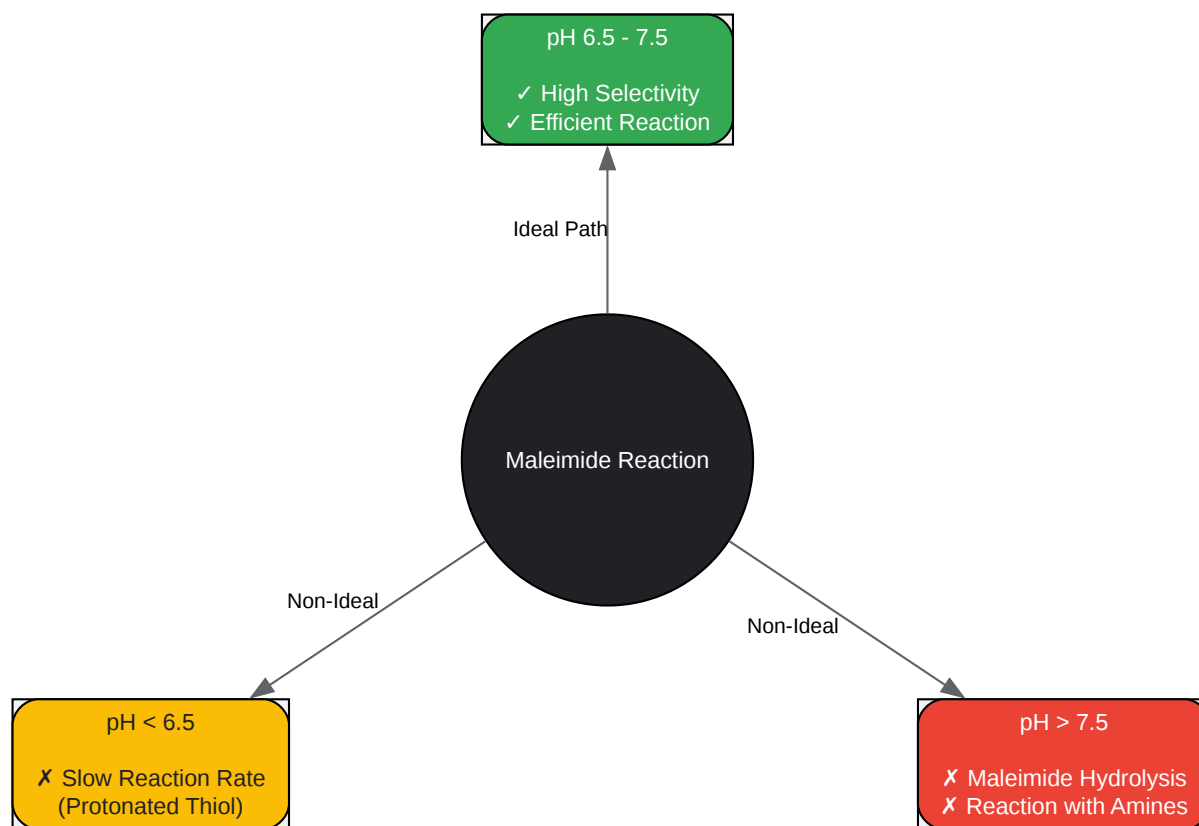 pH 6.5 - 7.5
✓ High Selectivity
✓ Efficient Reaction
Ideal Path
Maleimide Reaction
Non-Ideal
Non-Ideal
pH < 6.5
✗ Slow Reaction Rate
(Protonated Thiol)
pH > 7.5
✗ Maleimide Hydrolysis
✗ Reaction with Amines